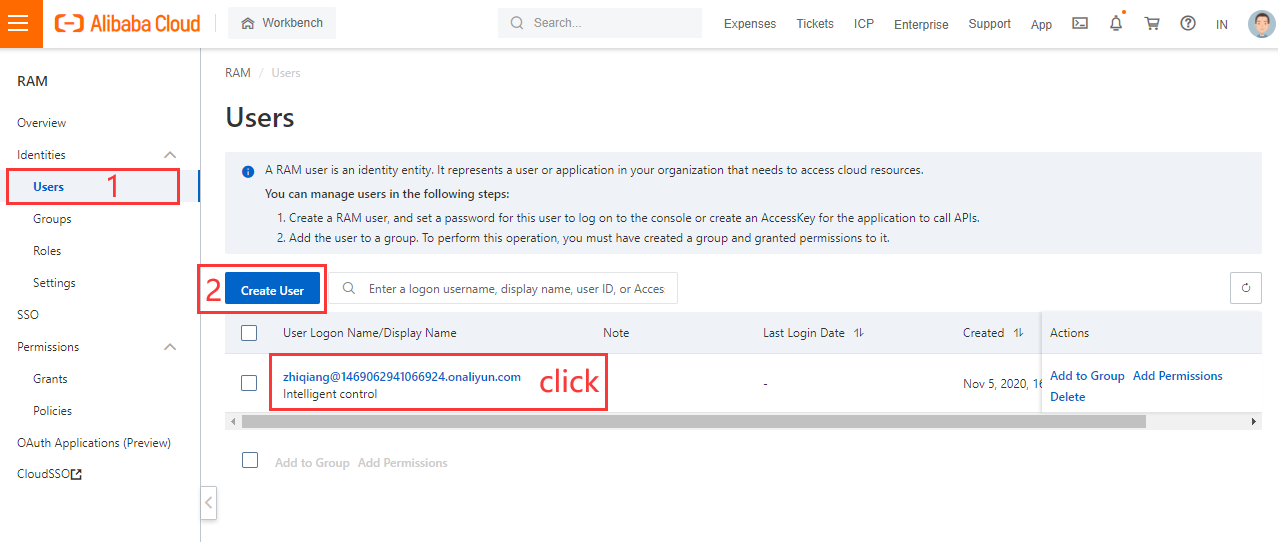 Alibaba Cloud Workbench Search... Expenses Tickets ICP Enterprise Support App IN
RAM
Overview
Identities
Users 1
Groups
Roles
Settings
SSO
Permissions
Grants
Policies
OAuth Applications (Preview)
CloudSSO
RAM / Users
Users
A RAM user is an identity entity. It represents a user or application in your organization that needs to access cloud resources.
You can manage users in the following steps:
1. Create a RAM user, and set a password for this user to log on to the console or create an AccessKey for the application to call APIs.
2. Add the user to a group. To perform this operation, you must have created a group and granted permissions to it.
2 Create User Enter a logon username, display name, user ID, or Acces
User Logon Name/Display Name Note Last Login Date Created Actions
zhiqiang@1469062941066924.onaliyun.com click - Nov 5, 2020, 16 Add to Group Add Permissions
Intelligent control Delete
Add to Group Add Permissions